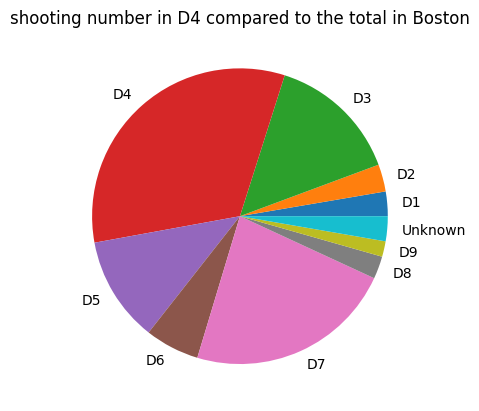 shooting number in D4 compared to the total in Boston
D4
D3
D2
D1
Unknown
D9
D8
D5
D6
D7